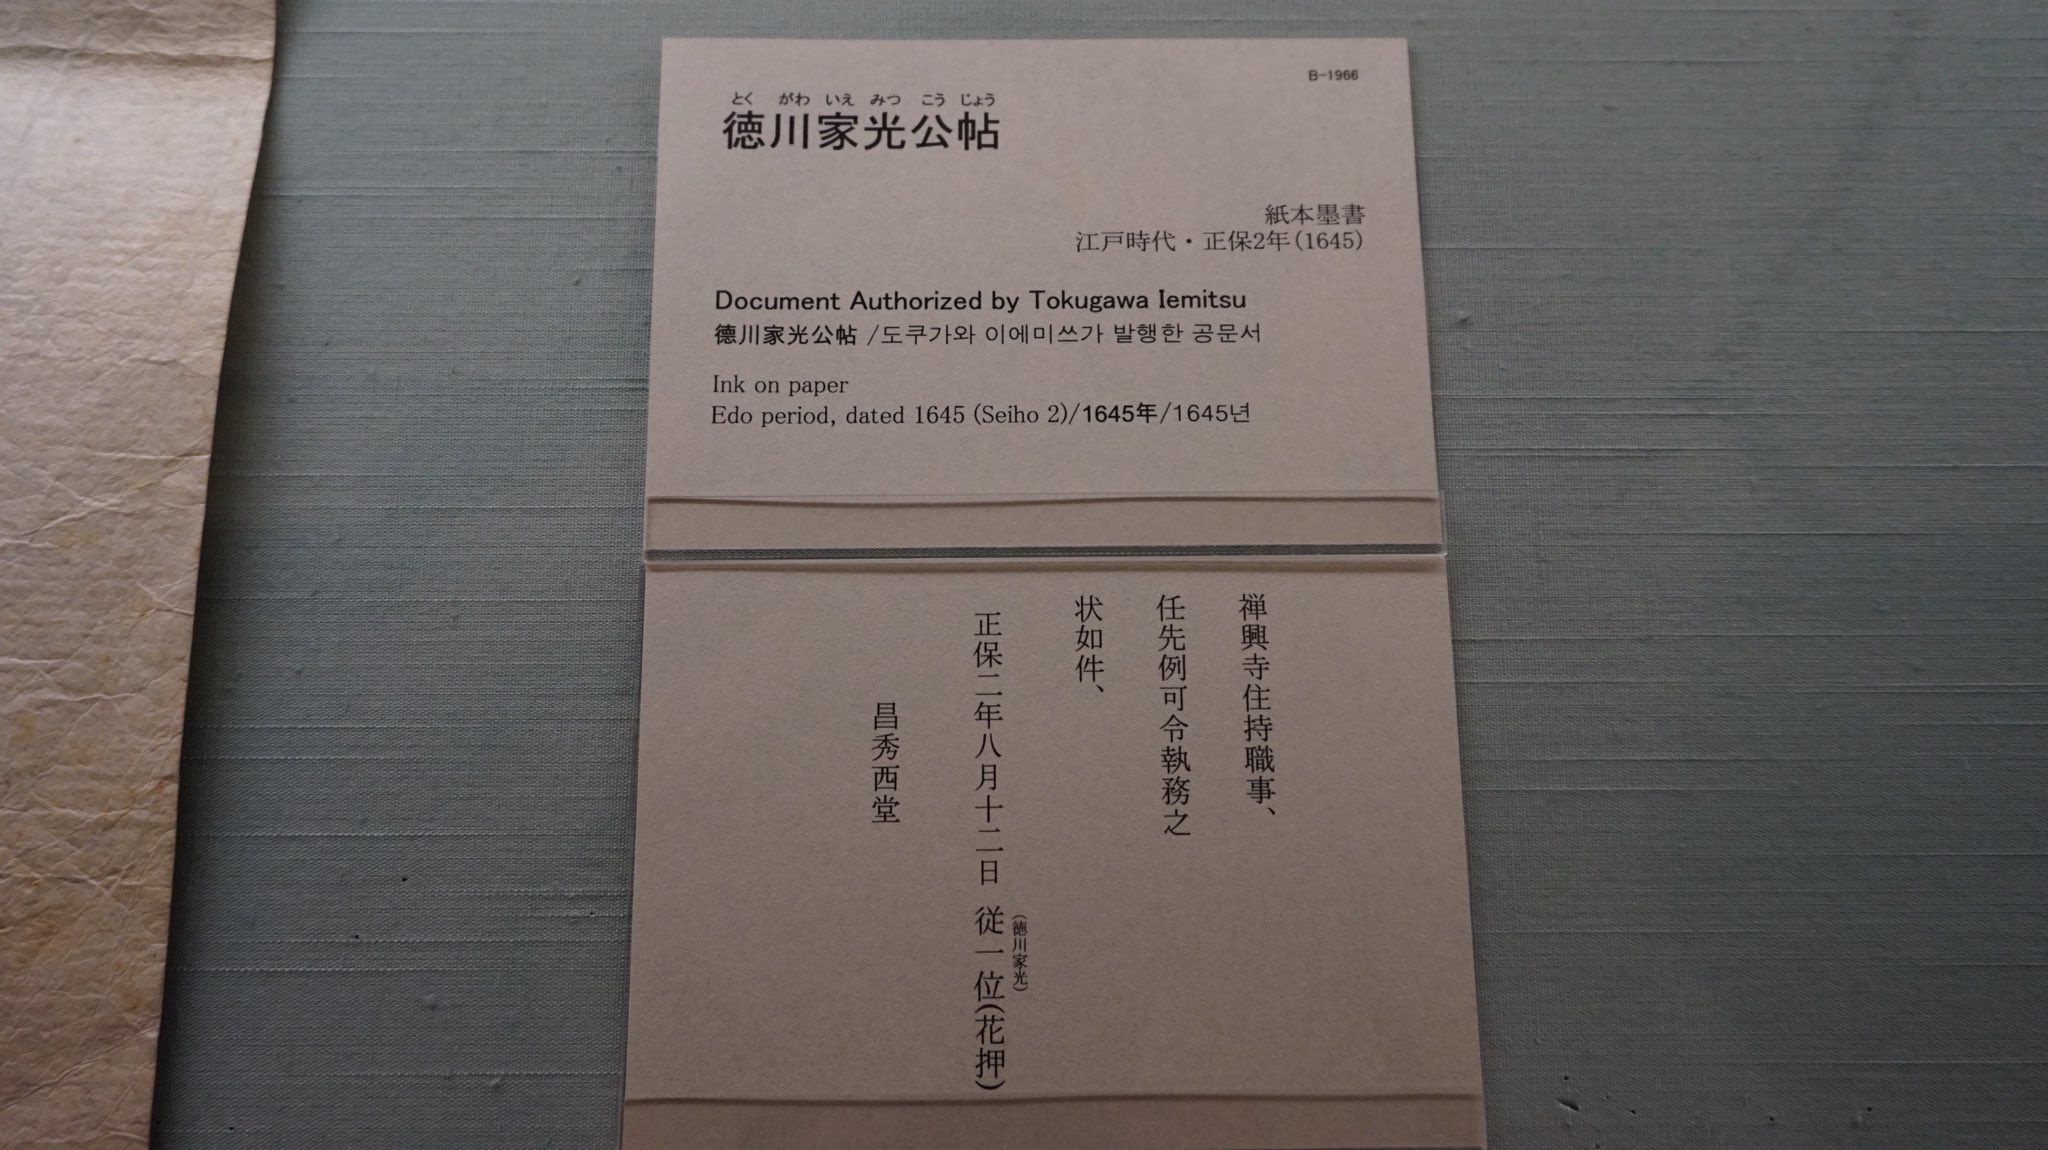 B-1966
とく がわ いえ みつ こう じょう
徳川家光公帖
紙本墨書
江戸時代・正保2年(1645)
Document Authorized by Tokugawa Iemitsu
德川家光公帖 /도쿠가와 이에미쓰가 발행한 공문서
Ink on paper
Edo period, dated 1645 (Seiho 2)/1645年/1645년
禅興寺住持職事、
任先例可令執務之
状如件、
(徳川家光)
正保二年八月十二日 従一位(花押)
昌秀西堂